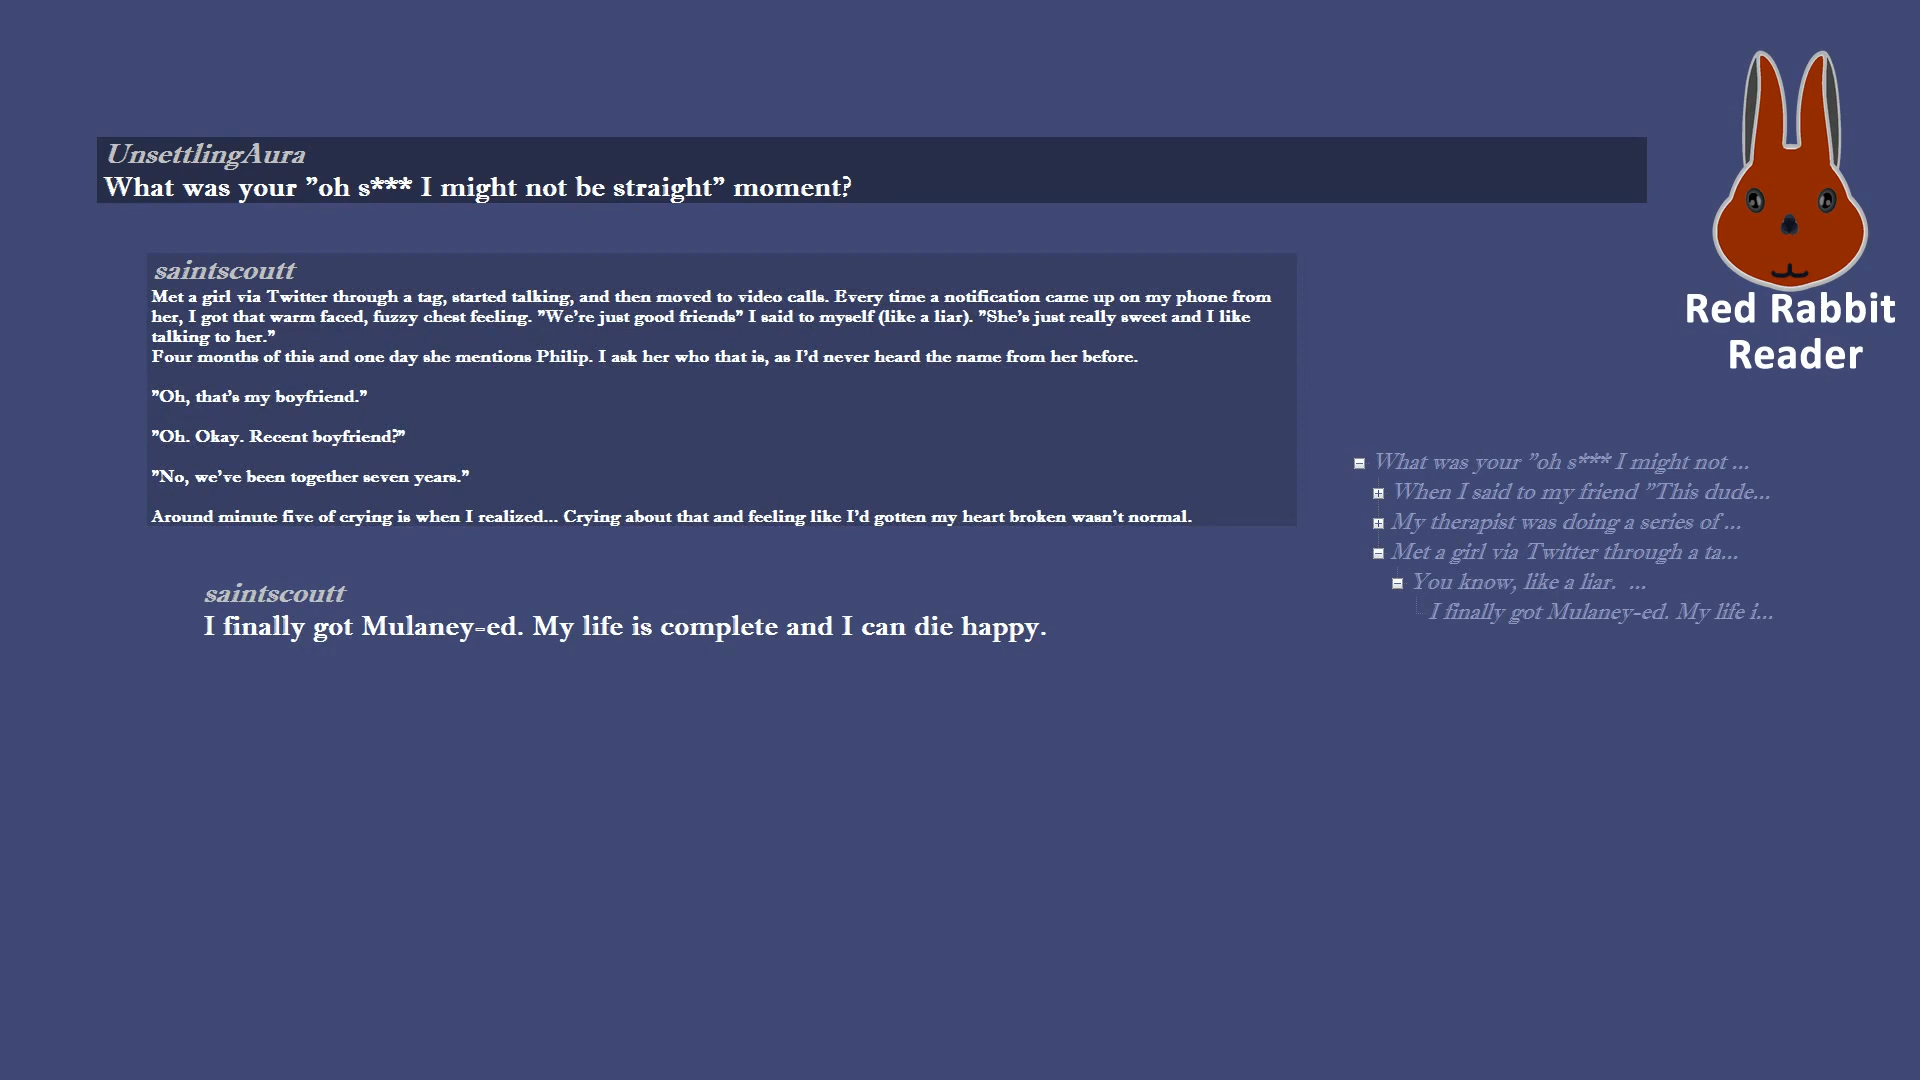 UnsettlingAura
What was your "oh s*** I might not be straight" moment?
saintscoutt
Met a girl via Twitter through a tag, started talking, and then moved to video calls. Every time a notification came up on my phone from
her, I got that warm faced, fuzzy chest feeling. "We're just good friends" I said to myself (like a liar). "She's just really sweet and I like
talking to her."
Four months of this and one day she mentions Philip. I ask her who that is, as I'd never heard the name from her before.
"Oh, that's my boyfriend."
"Oh. Okay. Recent boyfriend?"
"No, we've been together seven years."
Around minute five of crying is when I realized... Crying about that and feeling like I'd gotten my heart broken wasn't normal.
saintscoutt
I finally got Mulaney-ed. My life is complete and I can die happy.
Red Rabbit
Reader
What was your "oh s*** I might not ...
When I said to my friend "This dude...
My therapist was doing a series of ...
Met a girl via Twitter through a ta...
You know, like a liar. ...
I finally got Mulaney-ed. My life i...